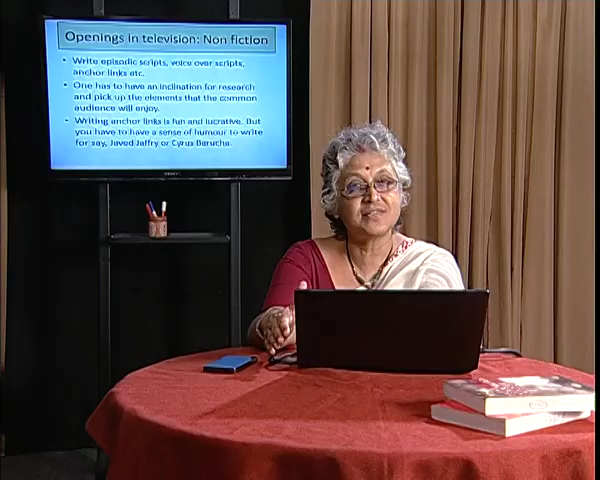 Openings in television: Non fiction
• Write episodic scripts, voice over scripts,
anchor links etc.
• One has to have an inclination for research
and pick up the elements that the common
audience will enjoy.
• Writing anchor links is fun and lucrative. But
you have to have a sense of humour to write
for say, Javed Jaffry or Cyrus Barucha.
SONY